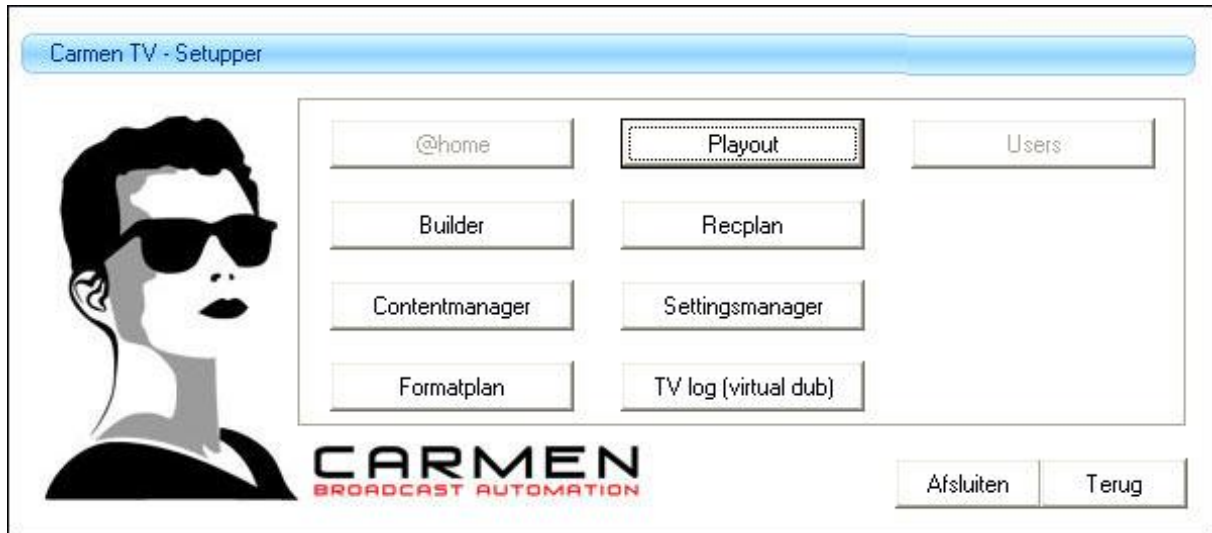 Carmen TV - Setupper
@home
Playout
Users
Builder
Recplan
Contentmanager
Settingsmanager
Formatplan
TV log (virtual dub)
CARMEN
BROADCAST AUTOMATION
Afsluiten
Terug